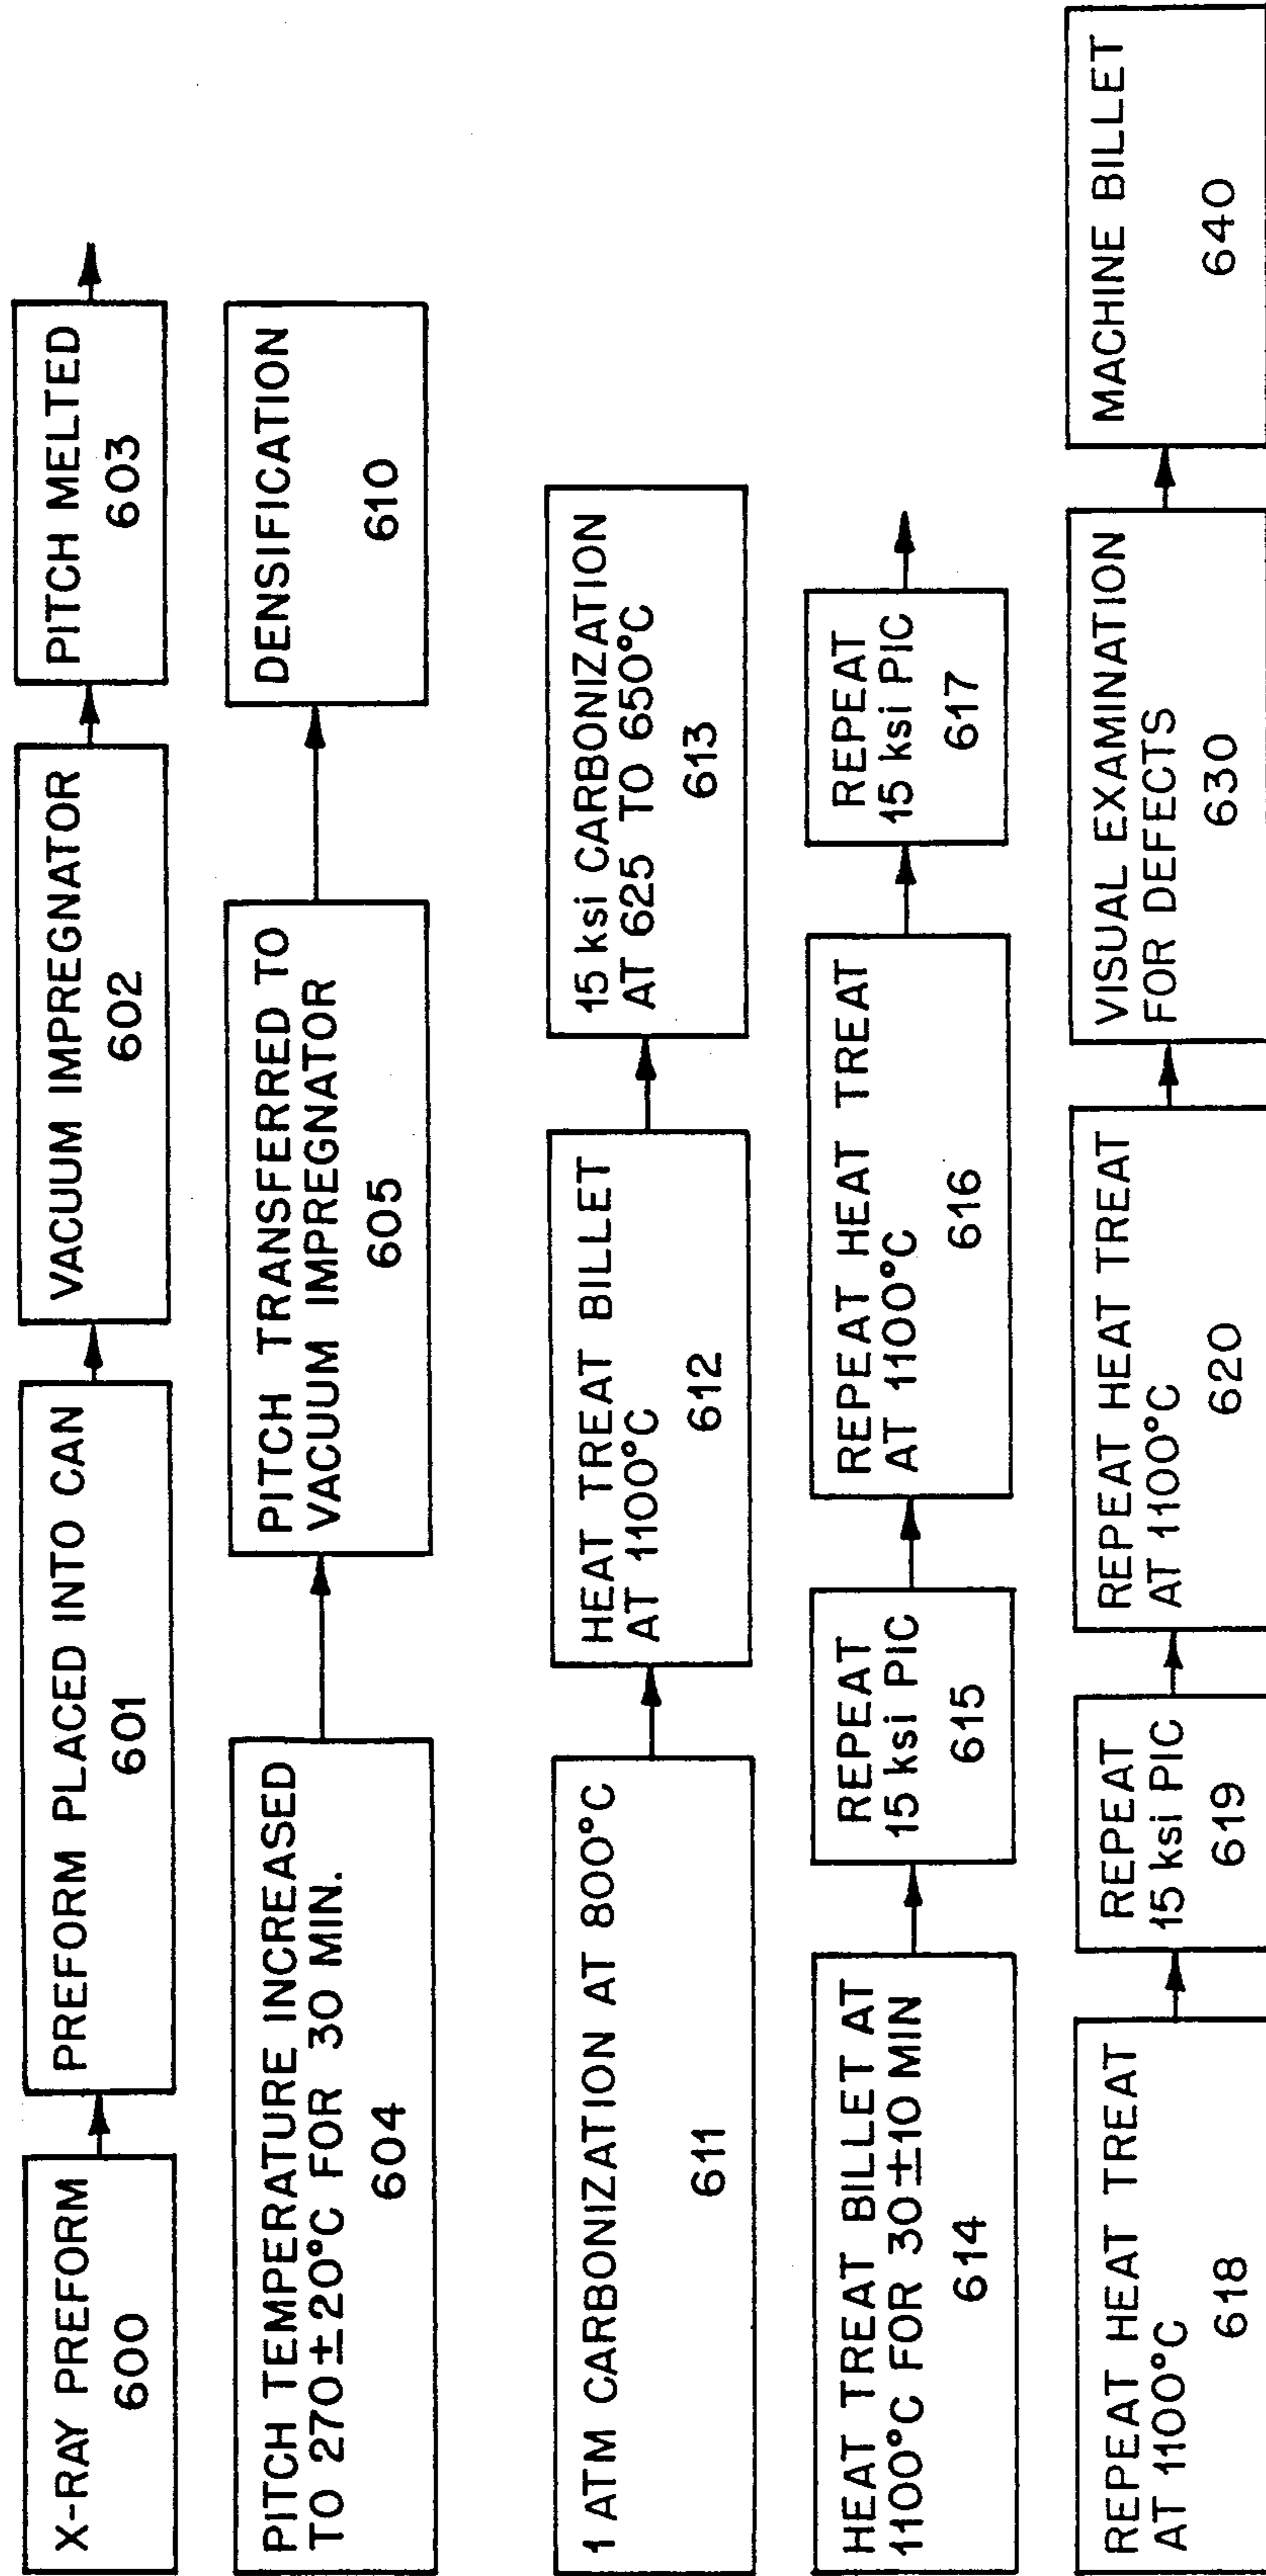 X-RAY PREFORM
600
PREFORM PLACED INTO CAN
601
VACUUM IMPREGNATOR
602
PITCH MELTED
603
PITCH TEMPERATURE INCREASED
TO 270±20°C FOR 30 MIN.
604
PITCH TRANSFERRED TO
VACUUM IMPREGNATOR
605
DENSIFICATION
610
1 ATM CARBONIZATION AT 800°C
611
HEAT TREAT BILLET
AT 1100°C
612
15 ksi CARBONIZATION
AT 625 TO 650°C
613
HEAT TREAT BILLET AT
1100°C FOR 30±10 MIN
614
REPEAT
15 ksi PIC
615
REPEAT HEAT TREAT
AT 1100°C
616
REPEAT
15 ksi PIC
617
REPEAT HEAT TREAT
AT 1100°C
618
REPEAT
15 ksi PIC
619
REPEAT HEAT TREAT
AT 1100°C
620
VISUAL EXAMINATION
FOR DEFECTS
630
MACHINE BILLET
640